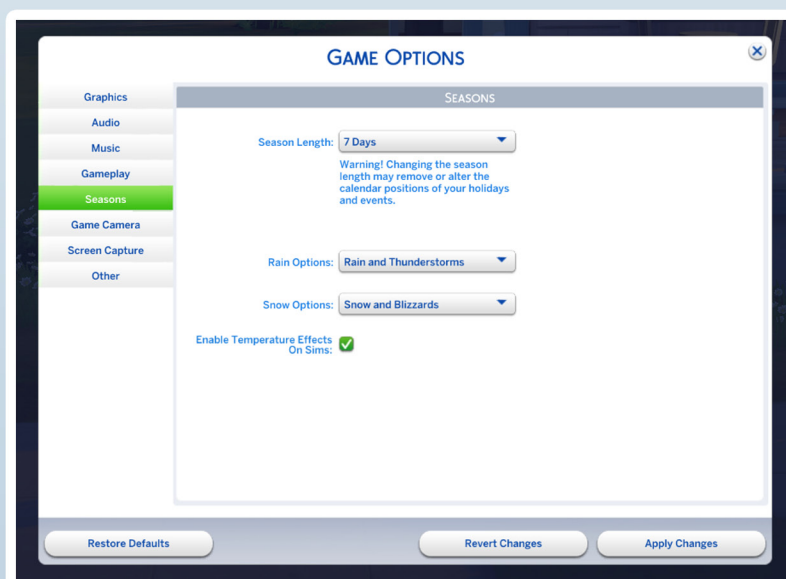 GAME OPTIONS
Graphics
Audio
Music
Gameplay
Seasons
Game Camera
Screen Capture
Other
SEASONS
Season Length: 7 Days
Warning! Changing the season
length may remove or alter the
calendar positions of your holidays
and events.
Rain Options: Rain and Thunderstorms
Snow Options: Snow and Blizzards
Enable Temperature Effects
On Sims:
Restore Defaults
Revert Changes
Apply Changes